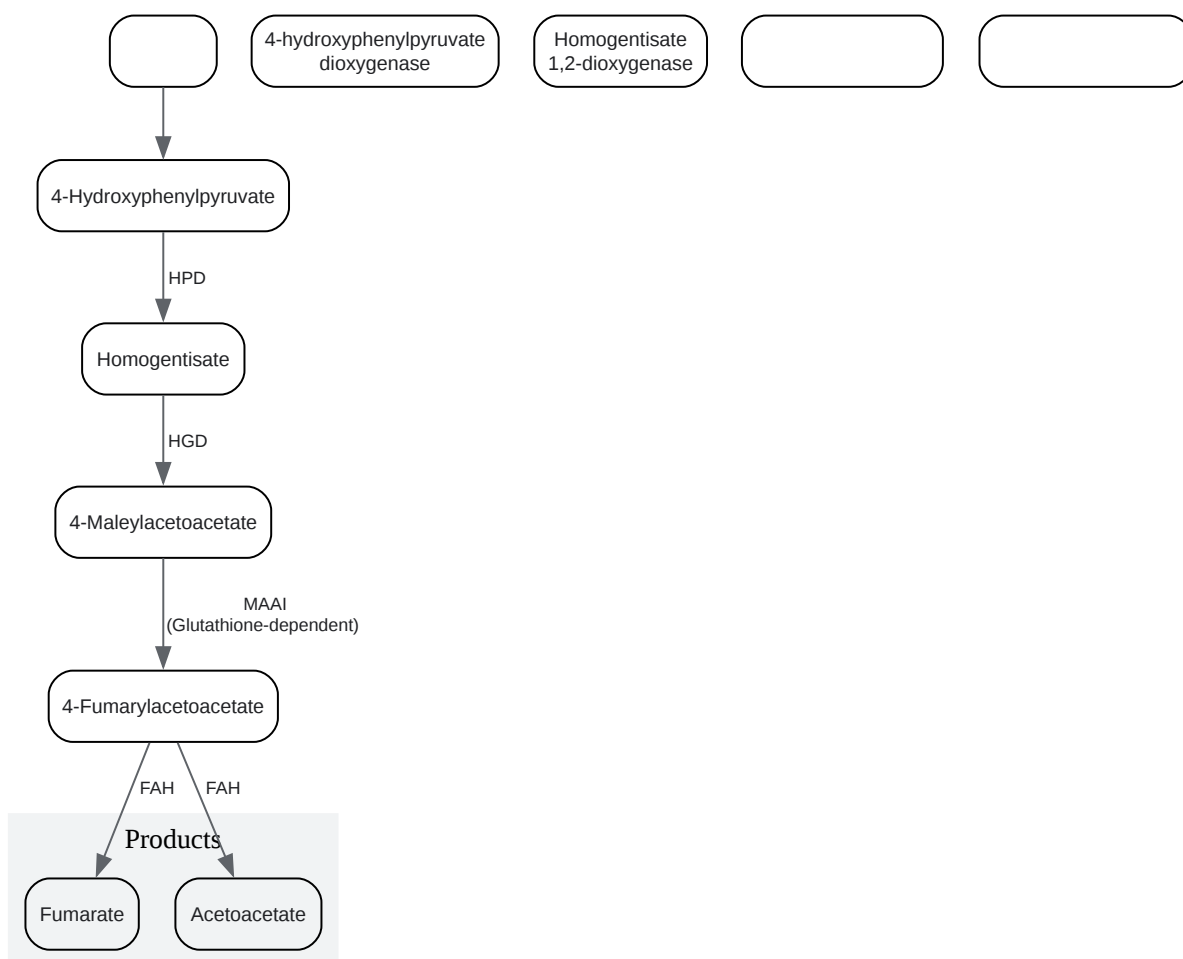 4-hydroxyphenylpyruvate
dioxygenase
Homogentisate
1,2-dioxygenase
4-Hydroxyphenylpyruvate
HPD
Homogentisate
HGD
4-Maleylacetoacetate
MAAI
(Glutathione-dependent)
4-Fumarylacetoacetate
FAH
FAH
Products
Fumarate
Acetoacetate